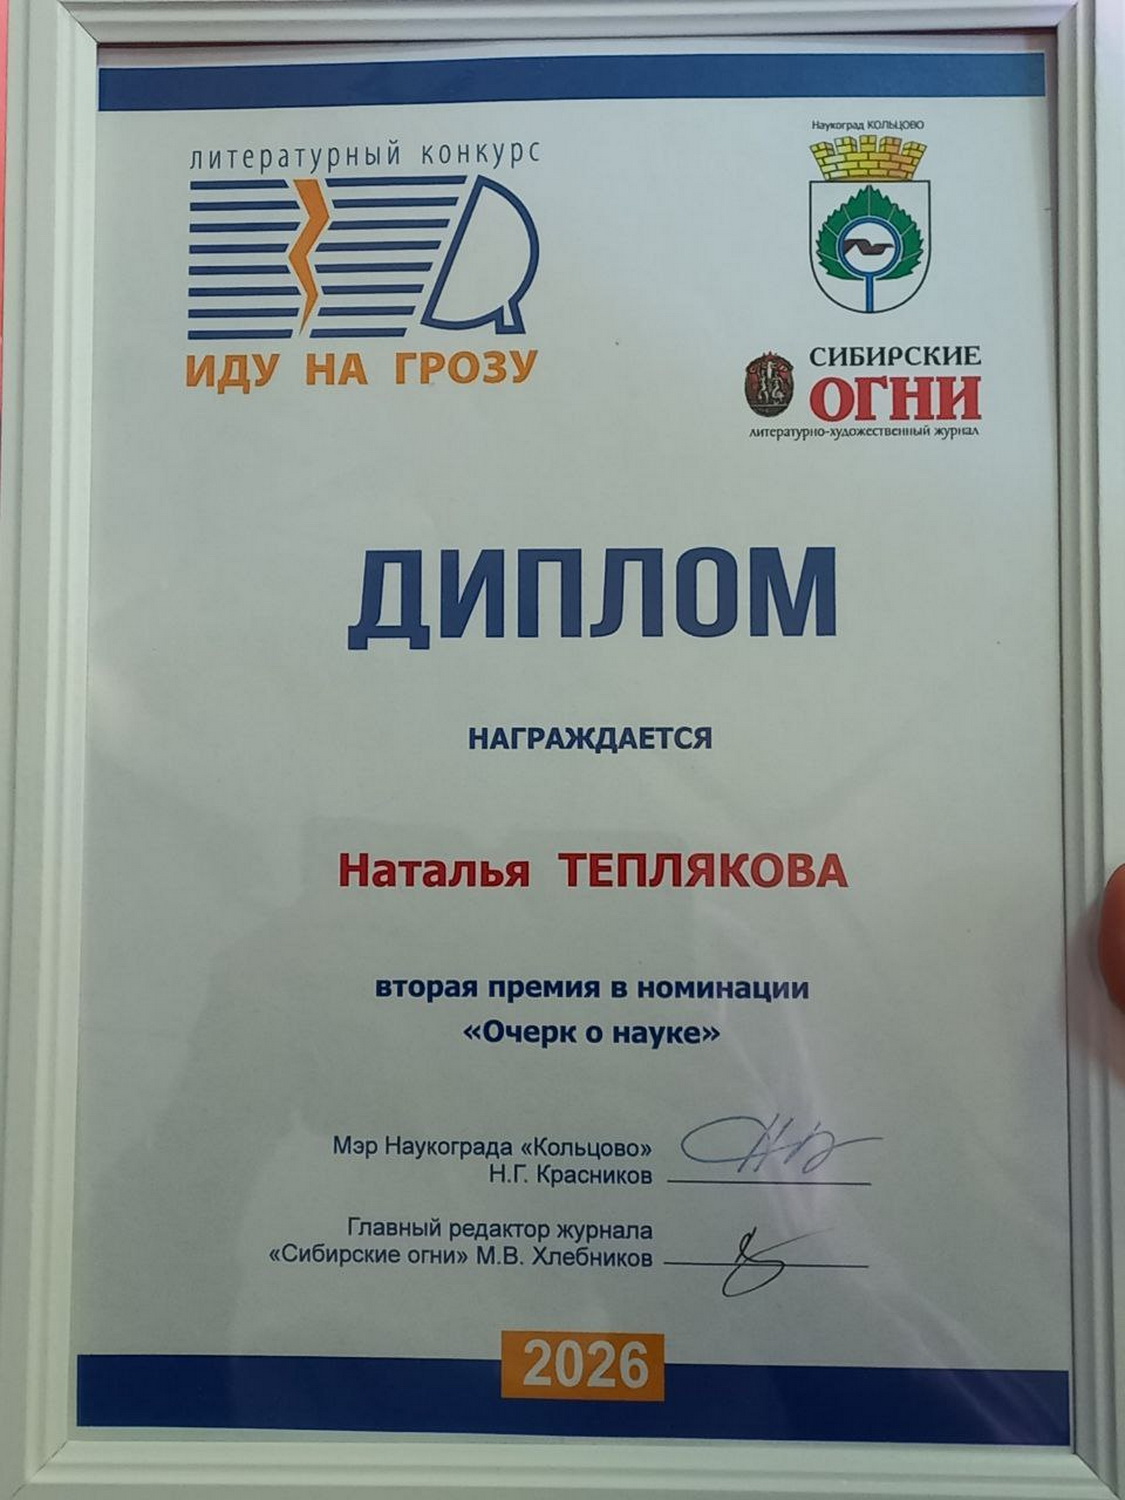 литературный конкурс
ИДУ НА ГРОЗУ
Наукоград КОЛЬЦОВО
СИБИРСКИЕ
ОГНИ
литературно-художественный журнал
ДИПЛОМ
НАГРАЖДАЕТСЯ
Наталья ТЕПЛЯКОВА
вторая премия в номинации
«Очерк о науке»
Мэр Наукограда «Кольцово»
Н.Г. Красников
Главный редактор журнала
«Сибирские огни» М.В. Хлебников
2026